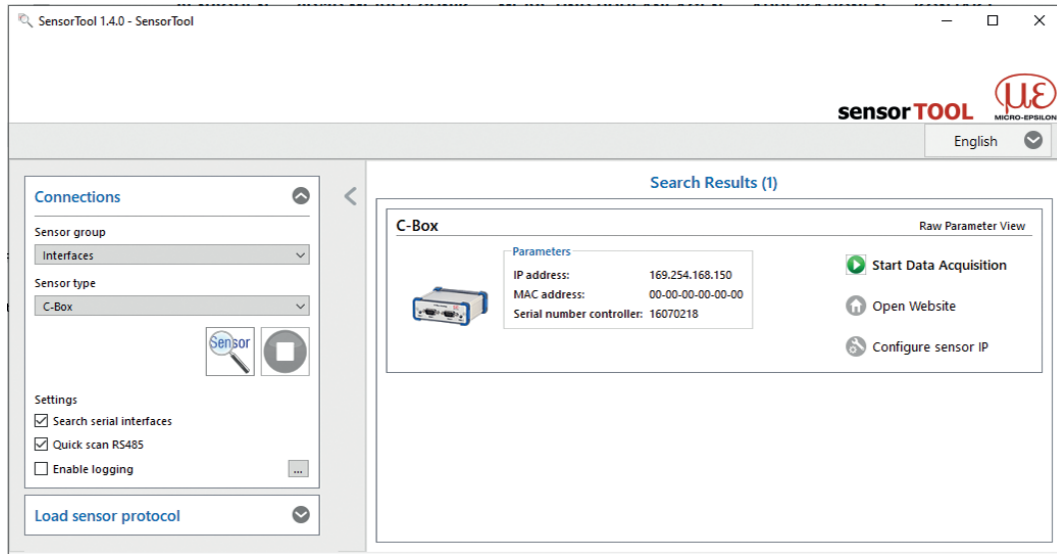 SensorTool 1.4.0 - SensorTool
sensorTOOL
µε
MICRO-EPSILON
English
Connections
Sensor group
Interfaces
Sensor type
C-Box
Sensor
Settings
Search serial interfaces
Quick scan RS485
Enable logging
...
Load sensor protocol
Search Results (1)
C-Box
Raw Parameter View
Parameters
IP address: 169.254.168.150
MAC address: 00-00-00-00-00-00
Serial number controller: 16070218
Start Data Acquisition
Open Website
Configure sensor IP